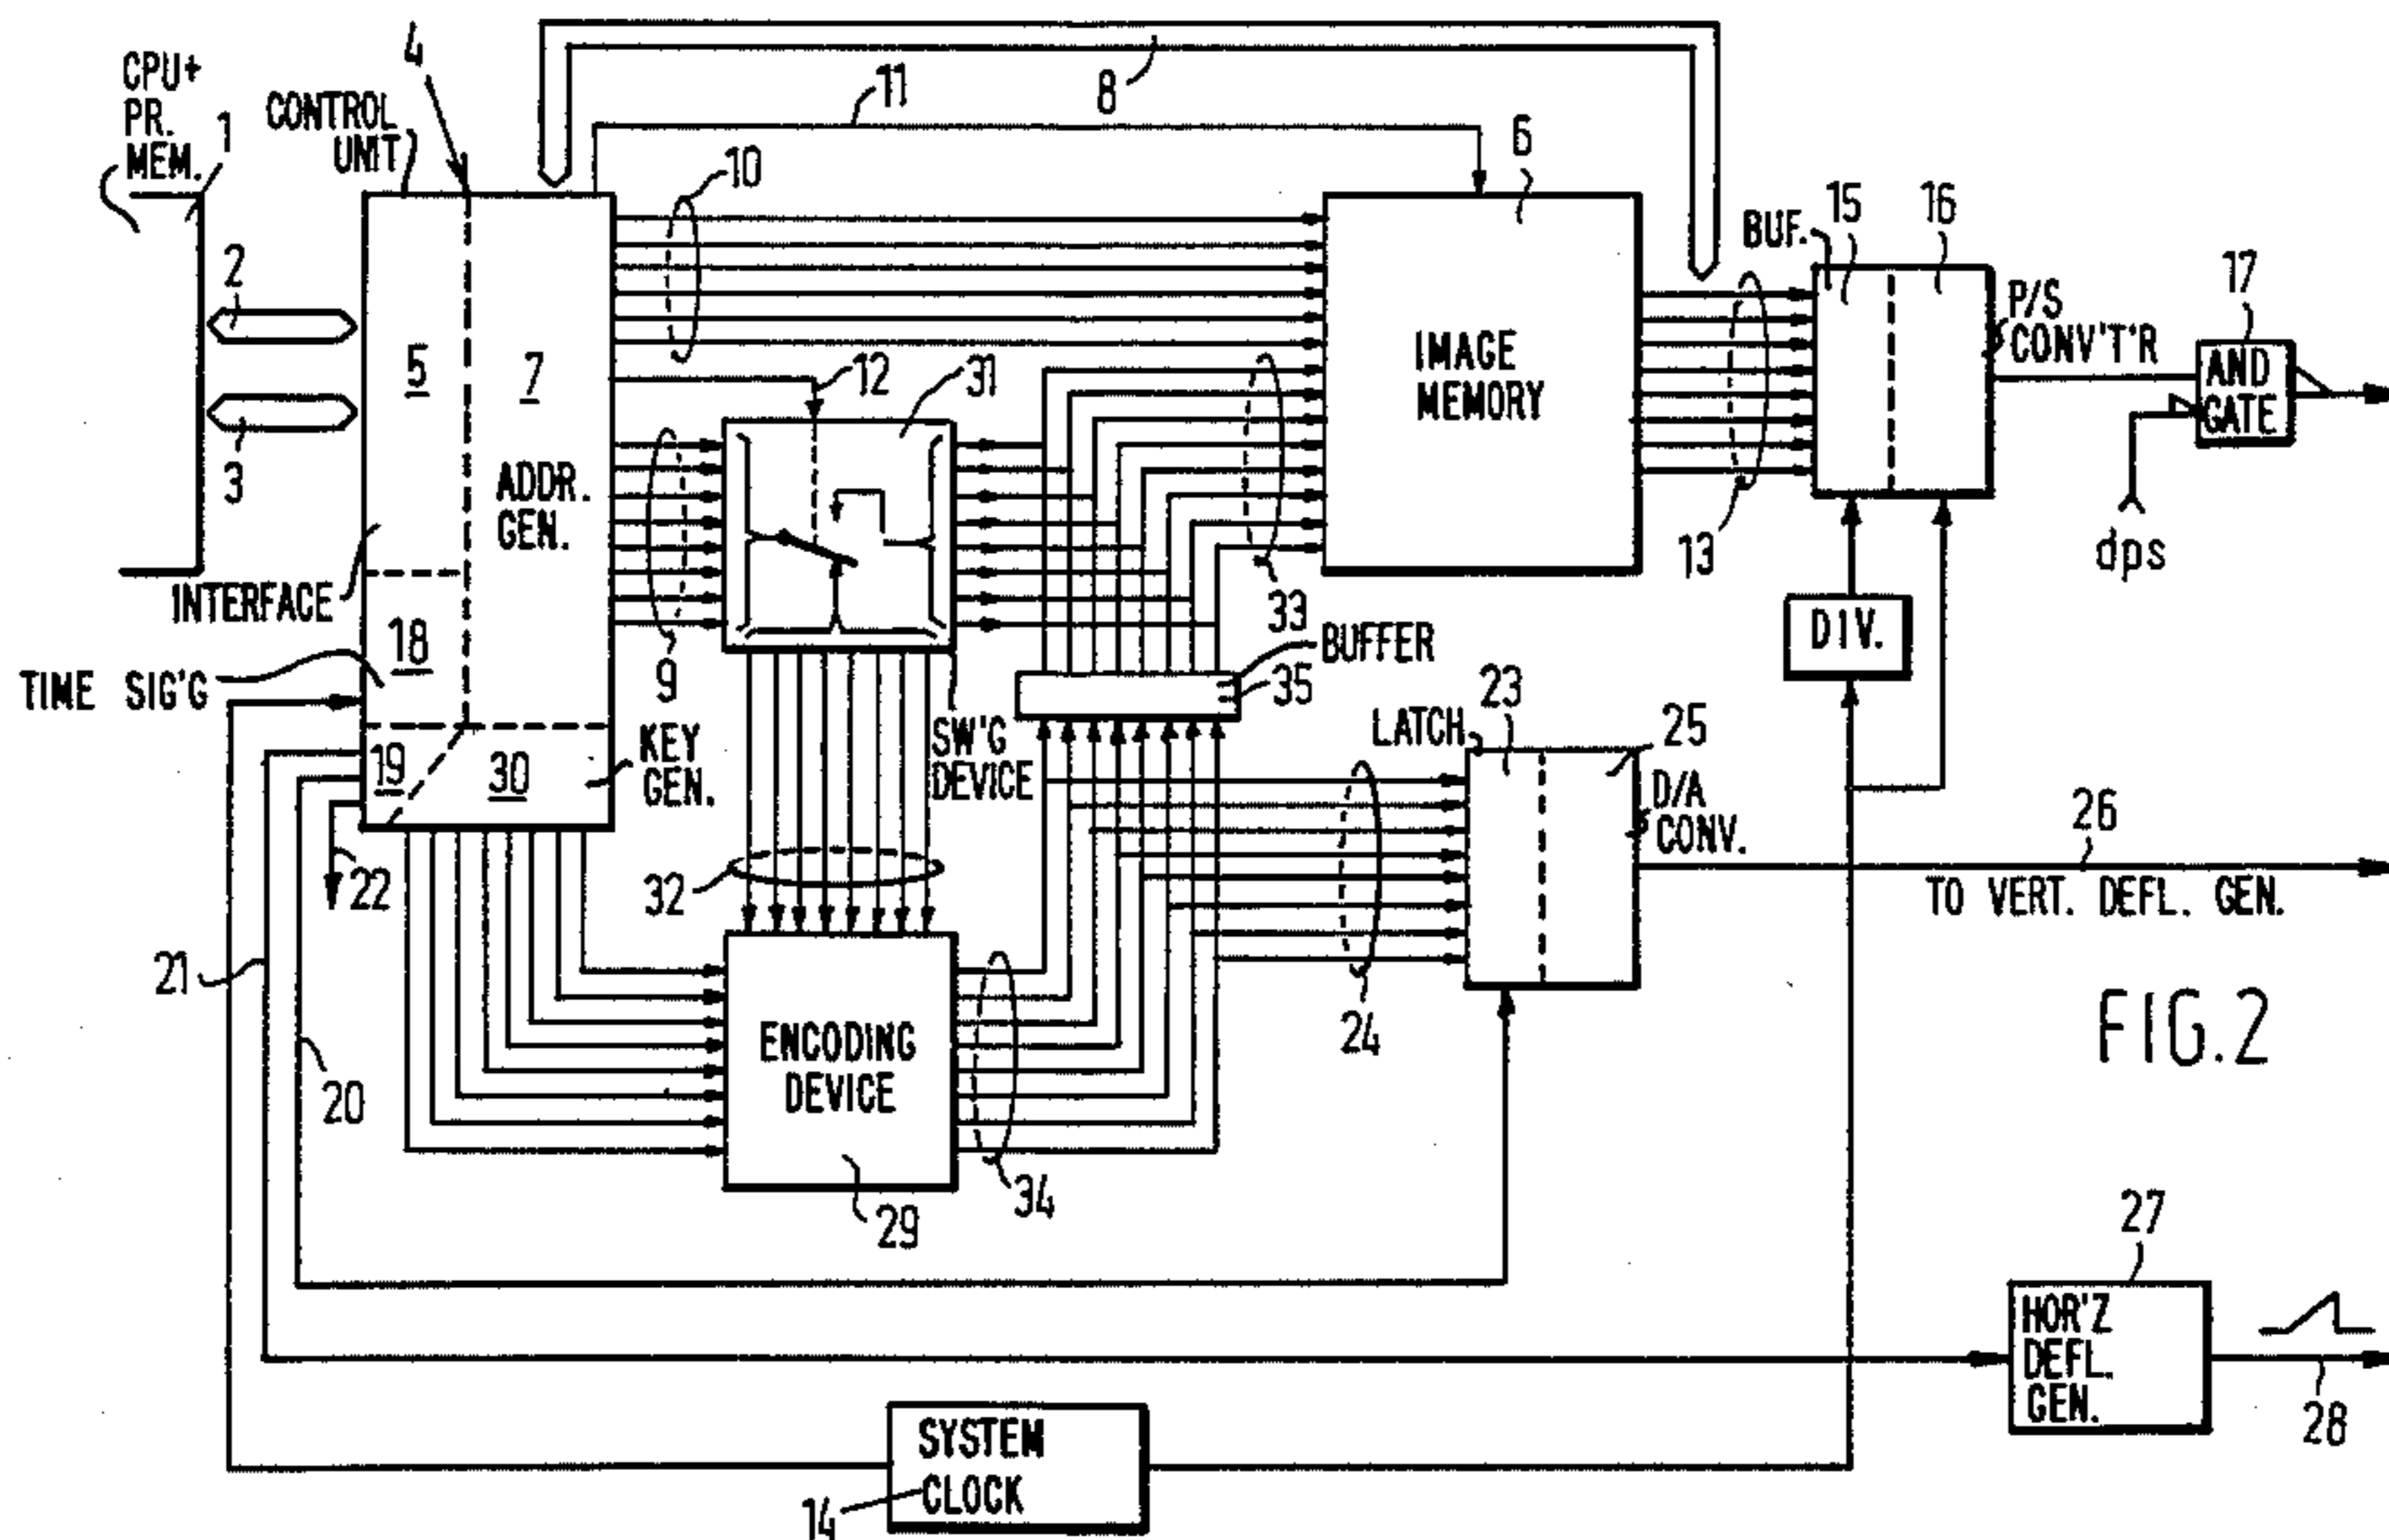 CPU+
PR.
MEM.
1
4
CONTROL
UNIT
8
11
10
6
2
3
5
7
ADDR.
GEN.
12
31
IMAGE
MEMORY
BUF.
15
16
P/S
CONV'T'R
17
AND
GATE
dps
13
DIV.
INTERFACE
18
TIME SIG'G
9
33
BUFFER
35
19
30
KEY
GEN.
SW'G
DEVICE
LATCH
23
25
D/A
CONV.
26
TO VERT. DEFL. GEN.
22
32
24
21
20
ENCODING
DEVICE
29
34
FIG.2
27
HOR'Z
DEFL.
GEN.
28
SYSTEM
CLOCK
14